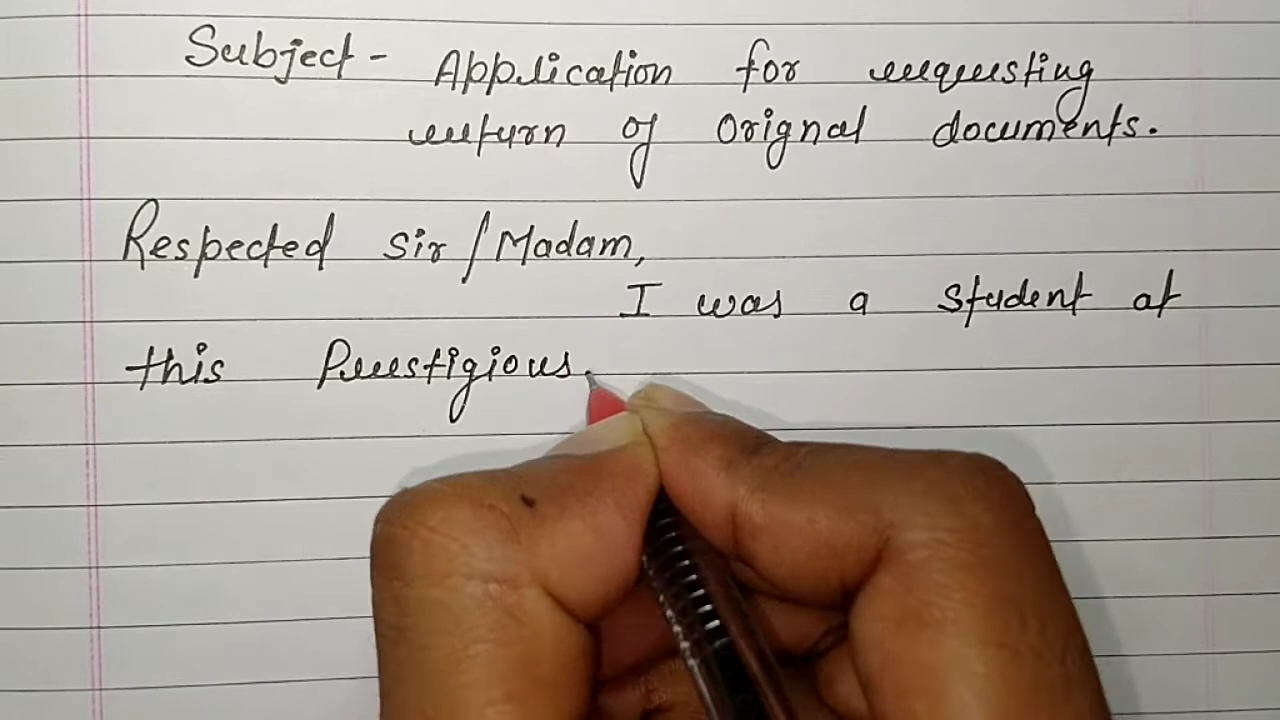 Subject - Application for requesting
return of Orignal documents.
Respected Sir/Madam,
I was a student at
this Prestigious